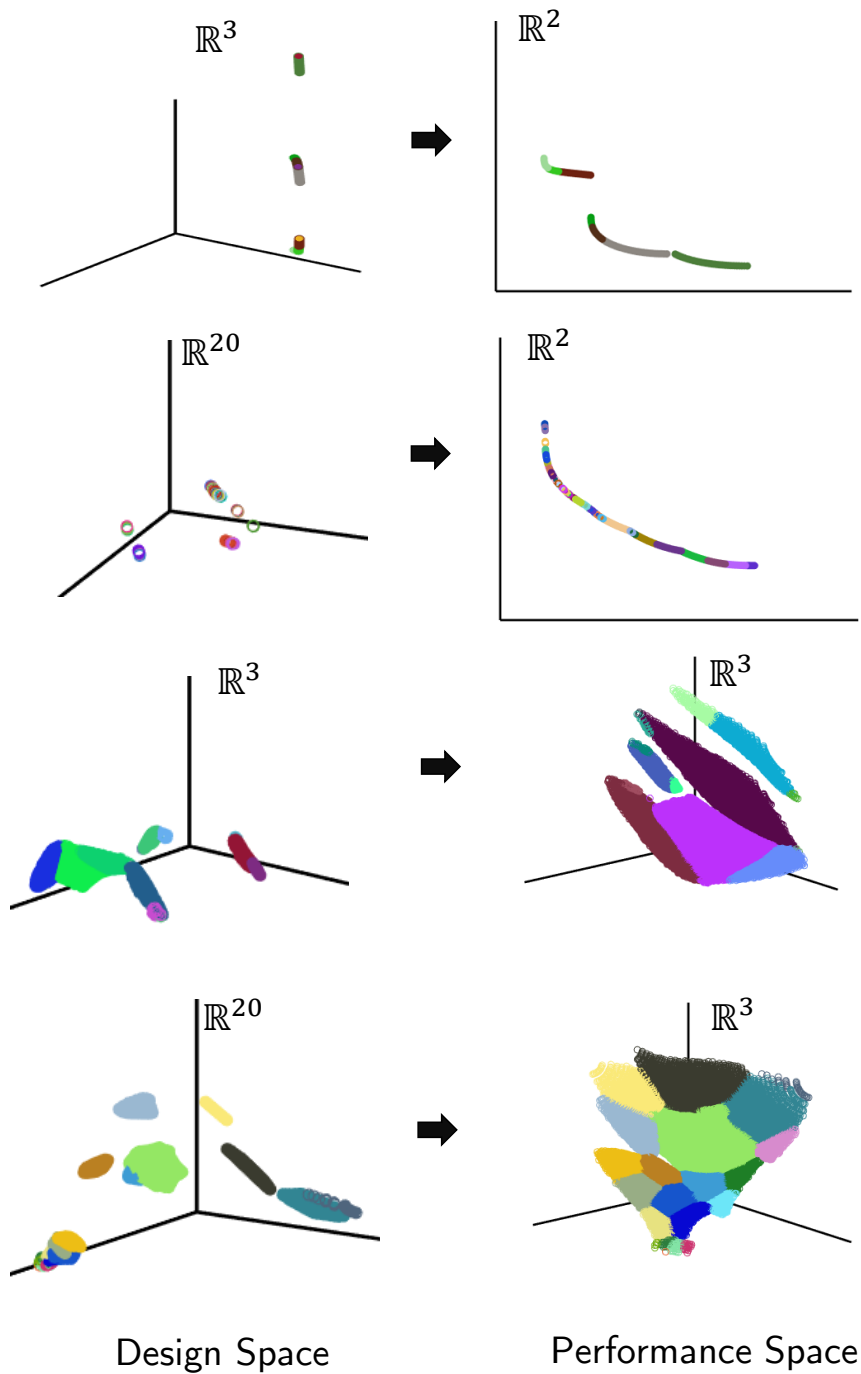 ℝ³
ℝ²
ℝ²⁰
ℝ²
ℝ³
ℝ³
ℝ²⁰
ℝ³
Design Space
Performance Space